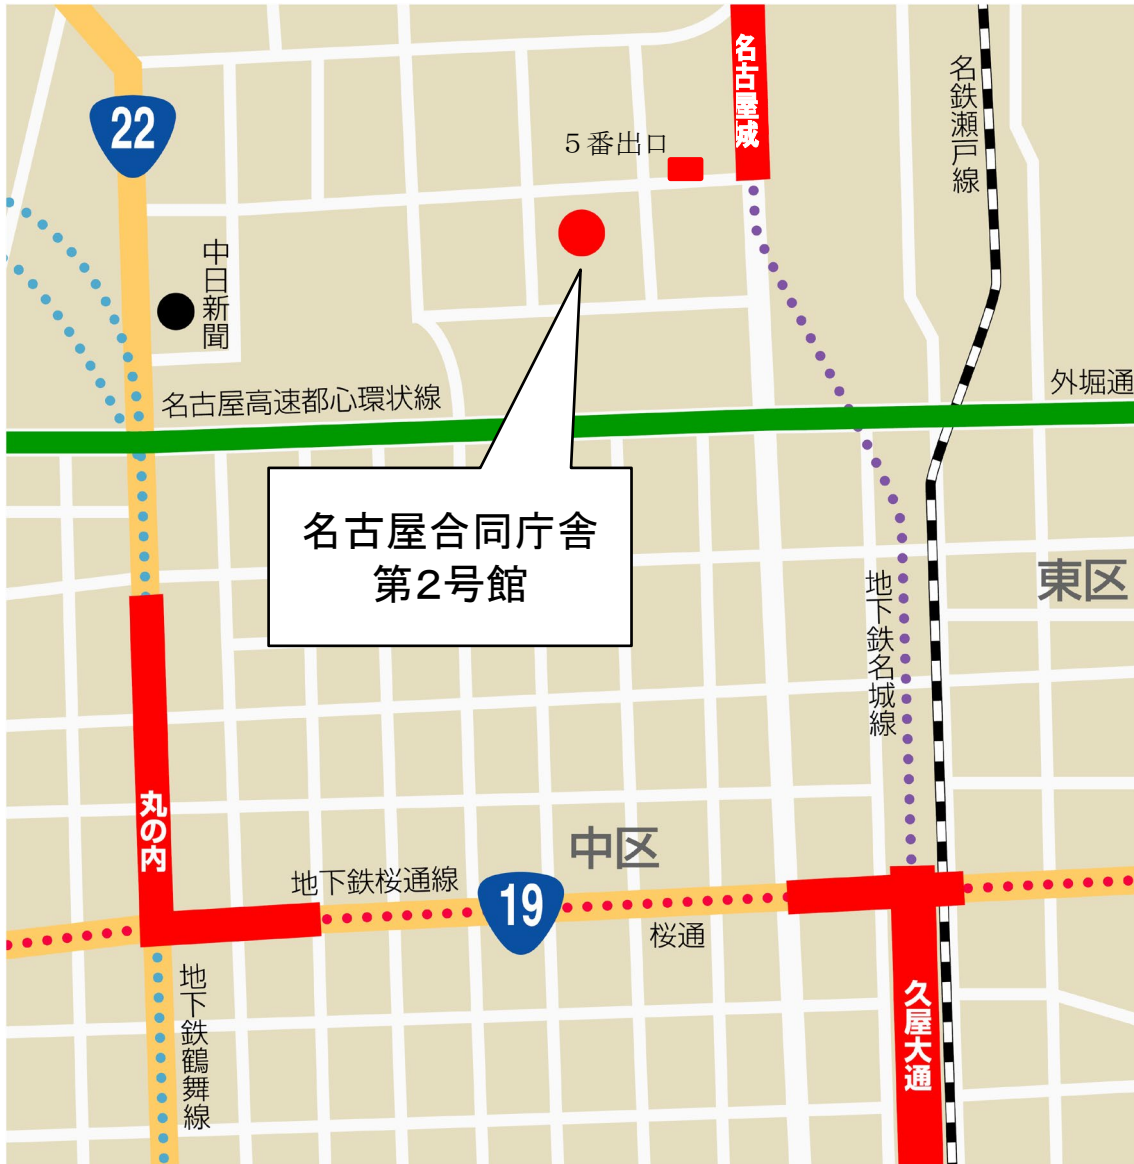 名古屋城
名鉄瀬戸線
22
５番出口
中日新聞
外堀通
名古屋高速都心環状線
名古屋合同庁舎
第2号館
東区
地下鉄名城線
丸の内
中区
地下鉄桜通線
19
桜通
地下鉄鶴舞線
久屋大通